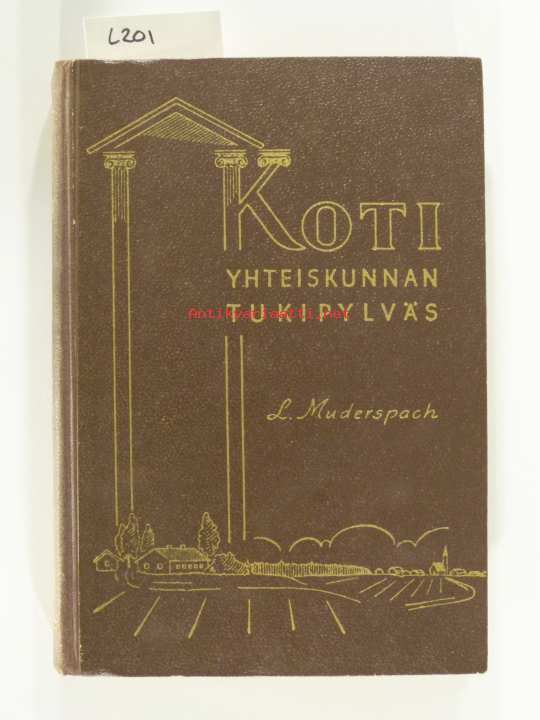 L201
KOTI
YHTEISKUNNAN
TUKIPYLVÄS
Antikvariaatti.net
L. Muderspach